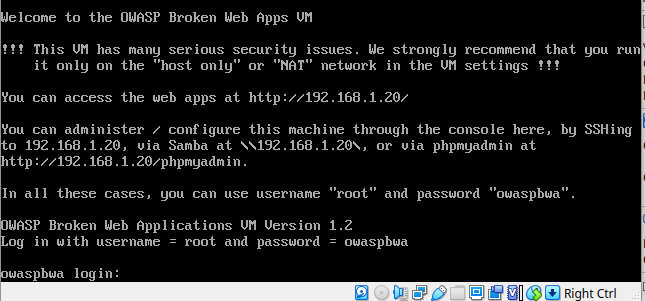 Welcome to the OWASP Broken Web Apps VM
!!! This VM has many serious security issues. We strongly recommend that you run
it only on the "host only" or "NAT" network in the VM settings !!!
You can access the web apps at http://192.168.1.20/
You can administer / configure this machine through the console here, by SSHing
to 192.168.1.20, via Samba at \\192.168.1.20\, or via phpmyadmin at
http://192.168.1.20/phpmyadmin.
In all these cases, you can use username "root" and password "owaspbwa".
OWASP Broken Web Applications VM Version 1.2
Log in with username = root and password = owaspbwa
owaspbwa login:
Right Ctrl